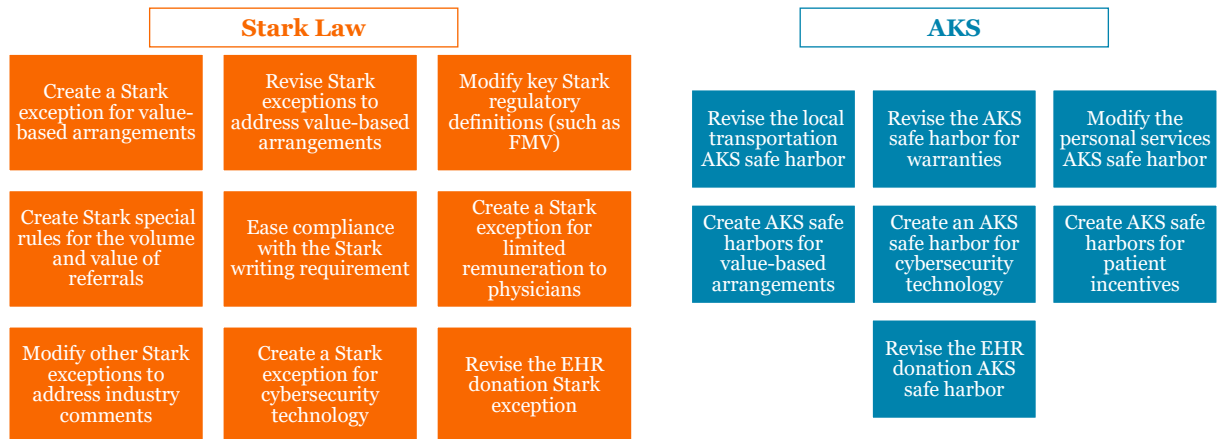 Stark Law
Create a Stark
exception for value-
based arrangements
Revise Stark
exceptions to
address value-based
arrangements
Modify key Stark
regulatory
definitions (such as
FMV)
Create Stark special
rules for the volume
and value of
referrals
Ease compliance
with the Stark
writing requirement
Create a Stark
exception for
limited
remuneration to
physicians
Modify other Stark
exceptions to
address industry
comments
Create a Stark
exception for
cybersecurity
technology
Revise the EHR
donation Stark
exception
AKS
Revise the local
transportation
AKS safe harbor
Revise the AKS
safe harbor for
warranties
Modify the
personal services
AKS safe harbor
Create AKS safe
harbors for
value-based
arrangements
Create an AKS
safe harbor for
cybersecurity
technology
Create AKS safe
harbors for
patient
incentives
Revise the EHR
donation AKS
safe harbor